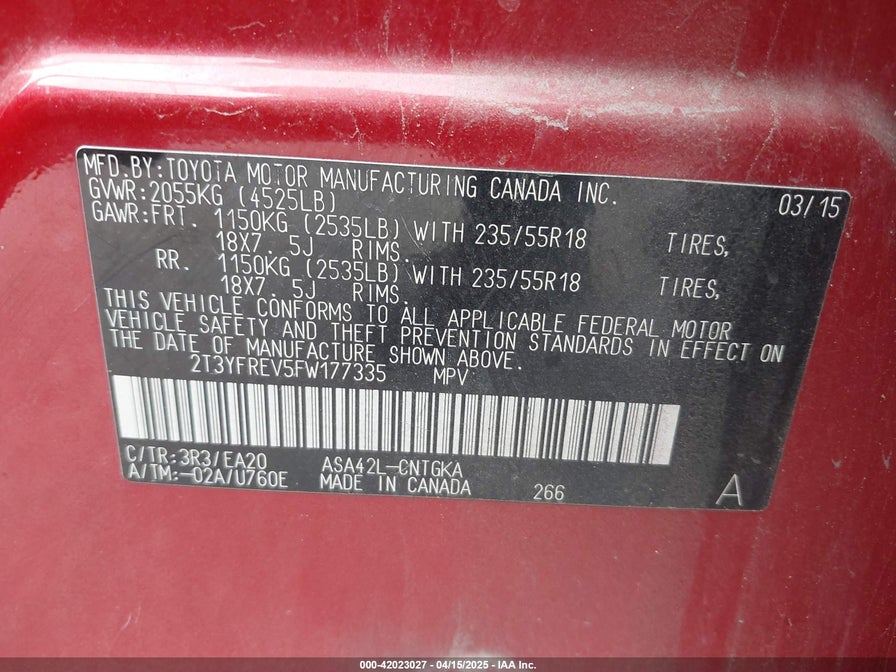 MFD.BY:TOYOTA MOTOR MANUFACTURING CANADA INC. 03/15
GVWR:2055KG (4525LB)
GAWR:FRT. 1150KG (2535LB) WITH 235/55R18 TIRES,
18X7. 5J RIMS.
RR. 1150KG (2535LB) WITH 235/55R18 TIRES,
18X7. 5J RIMS.
THIS VEHICLE CONFORMS TO ALL APPLICABLE FEDERAL MOTOR
VEHICLE SAFETY AND THEFT PREVENTION STANDARDS IN EFFECT ON
THE DATE OF MANUFACTURE SHOWN ABOVE.
2T3YFREV5FW177335 MPV
C/TR:3R3/EA20 ASA42L-CNTGKA
A/TM:-02A/U760E MADE IN CANADA 266 A
000-42023027 - 04/15/2025 - IAA Inc.